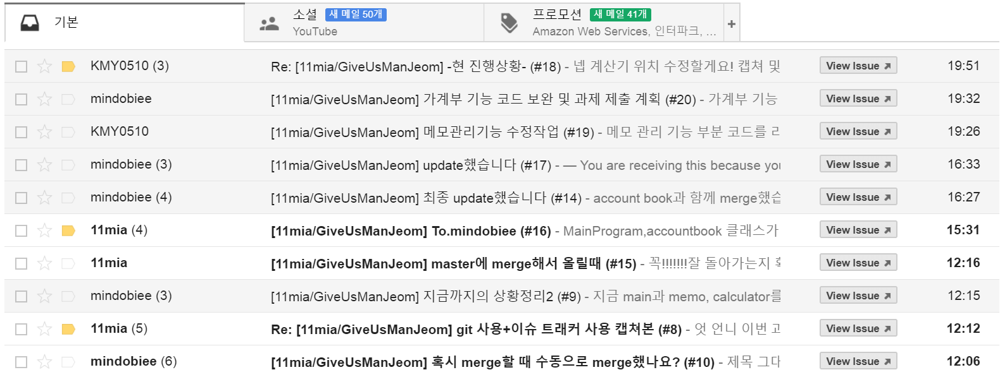 기본
소셜 새 메일 50개
YouTube
프로모션 새 메일 41개
Amazon Web Services, 인터파크, ...
+
KMY0510 (3) Re: [11mia/GiveUsManJeom] -현 진행상황- (#18) - 넵 계산기 위치 수정할게요! 캡쳐 및 View Issue 19:51
mindobiee [11mia/GiveUsManJeom] 가계부 기능 코드 보완 및 과제 제출 계획 (#20) - 가계부 기능 View Issue 19:32
KMY0510 [11mia/GiveUsManJeom] 메모관리기능 수정작업 (#19) - 메모 관리 기능 부분 코드를 View Issue 19:26
mindobiee (3) [11mia/GiveUsManJeom] update했습니다 (#17) - — You are receiving this because you View Issue 16:33
mindobiee (4) [11mia/GiveUsManJeom] 최종 update했습니다 (#14) - account book과 함께 merge했습 View Issue 16:27
11mia (4) [11mia/GiveUsManJeom] To.mindobiee (#16) - MainProgram,accountbook 클래스가 View Issue 15:31
11mia [11mia/GiveUsManJeom] master에 merge해서 올릴때 (#15) - 꼭!!!!!!!잘 돌아가는지 View Issue 12:16
mindobiee (3) [11mia/GiveUsManJeom] 지금까지의 상황정리2 (#9) - 지금 main과 memo, calculator를 View Issue 12:15
11mia (5) Re: [11mia/GiveUsManJeom] git 사용+이슈 트래커 사용 캡쳐본 (#8) - 엇 언니 이번 View Issue 12:12
mindobiee (6) [11mia/GiveUsManJeom] 혹시 merge할 때 수동으로 merge했나요? (#10) - 제목 그대 View Issue 12:06